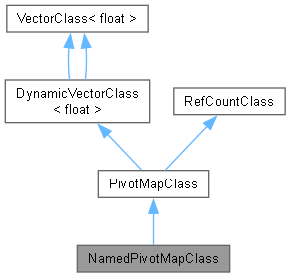 VectorClass< float >
DynamicVectorClass
< float >
RefCountClass
PivotMapClass
NamedPivotMapClass